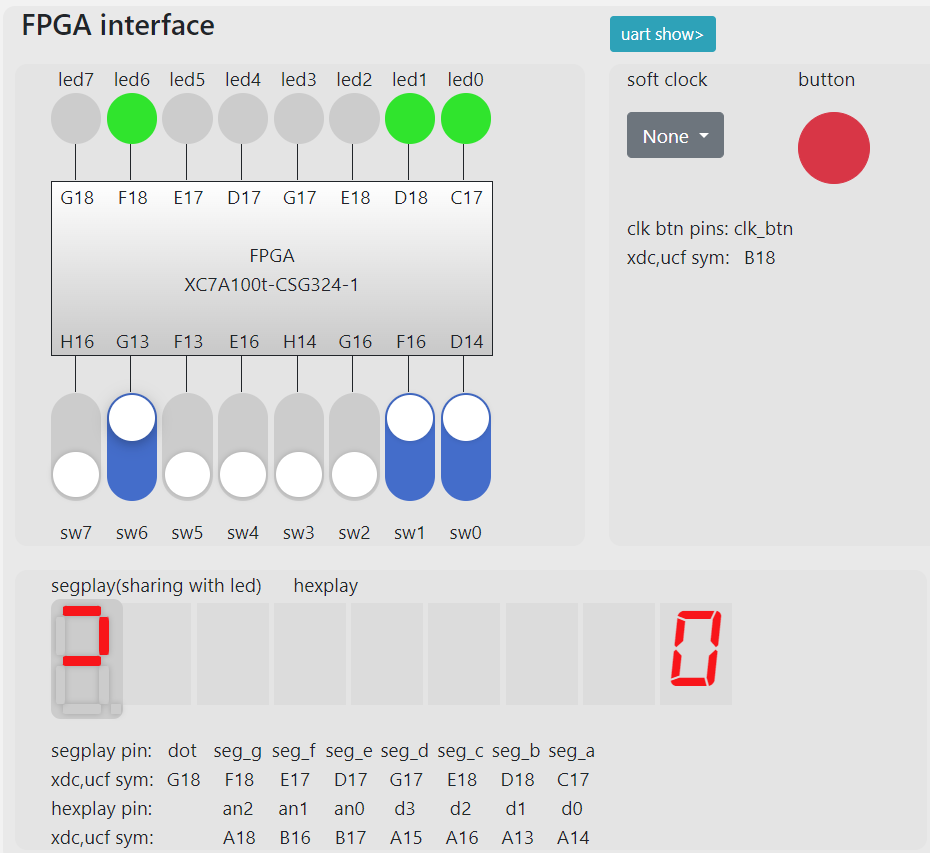 FPGA interface
uart show>
led7 led6 led5 led4 led3 led2 led1 led0
G18 F18 E17 D17 G17 E18 D18 C17
FPGA
XC7A100t-CSG324-1
H16 G13 F13 E16 H14 G16 F16 D14
sw7 sw6 sw5 sw4 sw3 sw2 sw1 sw0
soft clock button
None
clk btn pins: clk_btn
xdc,ucf sym: B18
segplay(sharing with led) hexplay
0
segplay pin: dot seg_g seg_f seg_e seg_d seg_c seg_b seg_a
xdc,ucf sym: G18 F18 E17 D17 G17 E18 D18 C17
hexplay pin: an2 an1 an0 d3 d2 d1 d0
xdc,ucf sym: A18 B16 B17 A15 A16 A13 A14